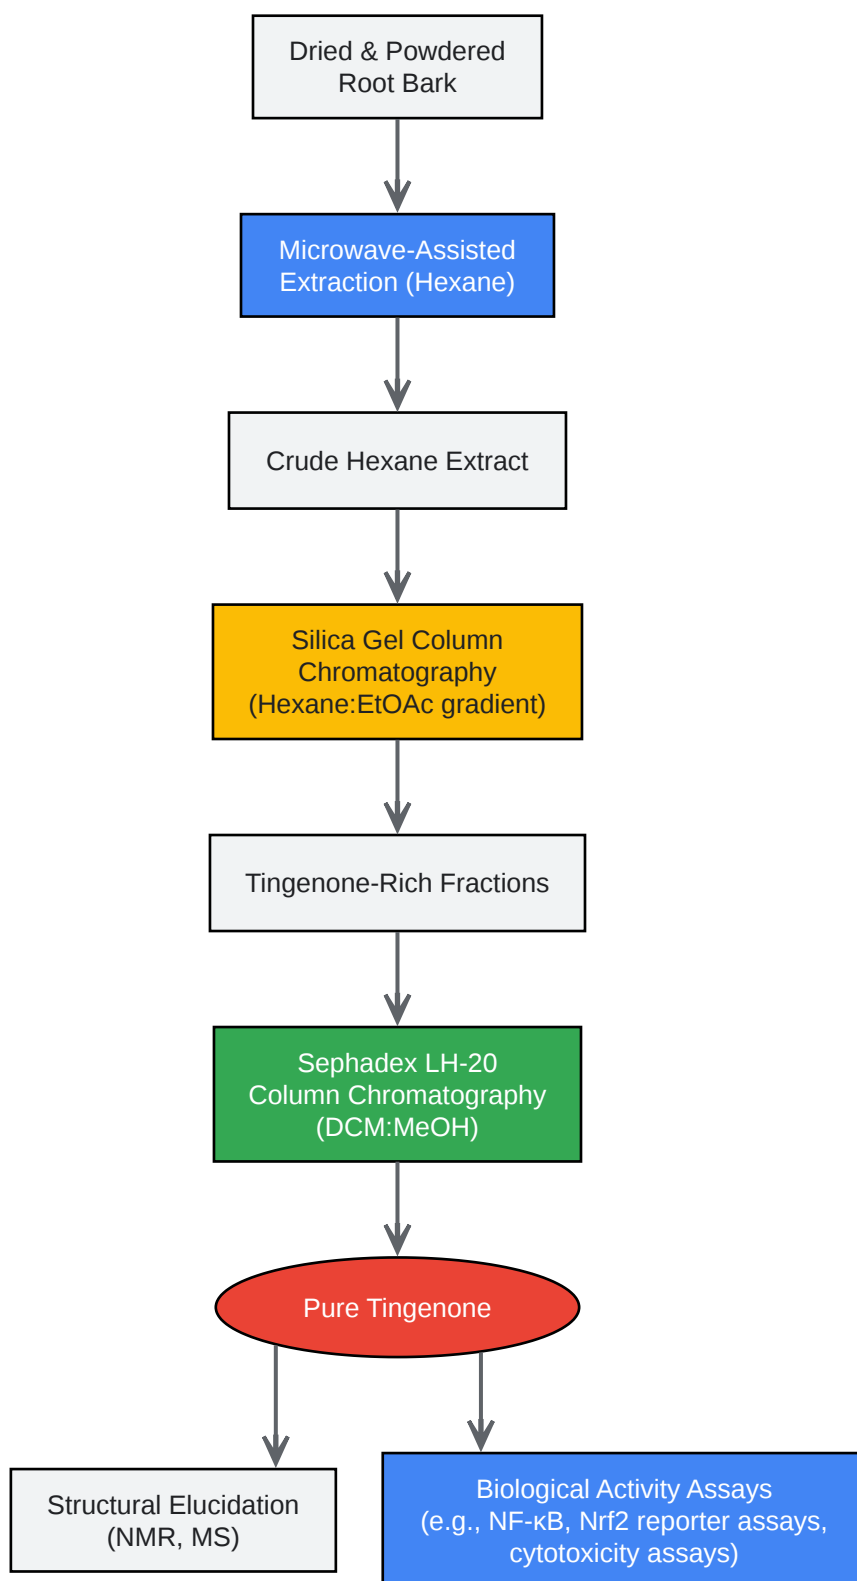 Dried & Powdered
Root Bark
Microwave-Assisted
Extraction (Hexane)
Crude Hexane Extract
Silica Gel Column
Chromatography
(Hexane:EtOAc gradient)
Tingenone-Rich Fractions
Sephadex LH-20
Column Chromatography
(DCM:MeOH)
Pure Tingenone
Structural Elucidation
(NMR, MS)
Biological Activity Assays
(e.g., NF-κB, Nrf2 reporter assays,
cytotoxicity assays)